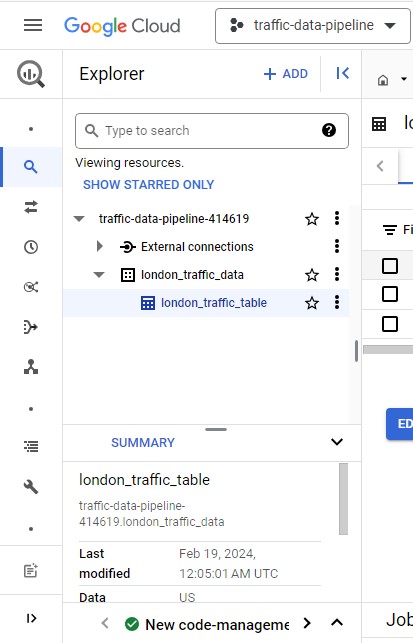 Google Cloud
traffic-data-pipeline
Explorer
+ ADD
Type to search
Viewing resources.
SHOW STARRED ONLY
traffic-data-pipeline-414619
External connections
london_traffic_data
london_traffic_table
SUMMARY
london_traffic_table
traffic-data-pipeline-
414619.london_traffic_data
Last
modified
Feb 19, 2024,
12:05:01 AM UTC
Data
US
New code-manageme
lo
Fi
ED
Job